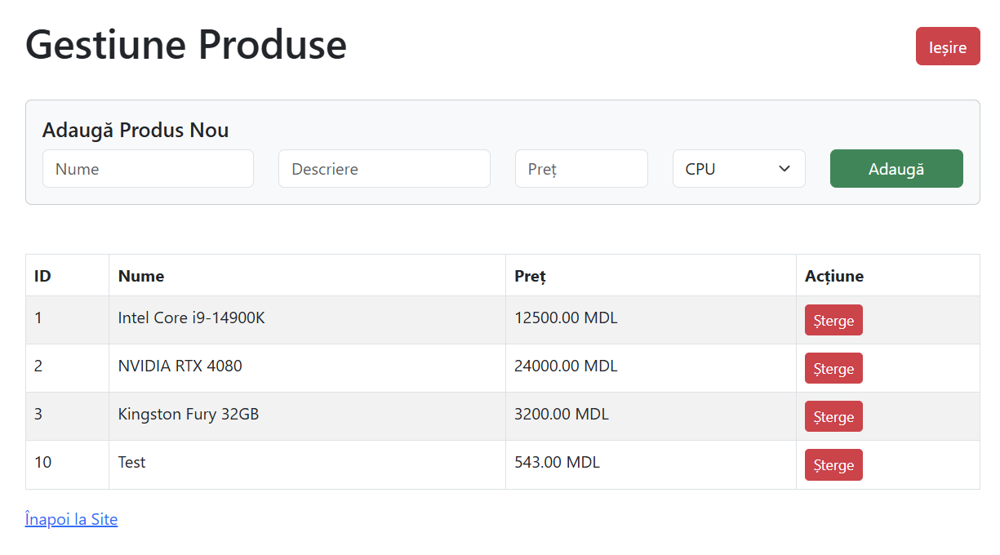 Gestiune Produse Ieșire
Adaugă Produs Nou
Nume Descriere Preț CPU Adaugă
ID Nume Preț Acțiune
1 Intel Core i9-14900K 12500.00 MDL Șterge
2 NVIDIA RTX 4080 24000.00 MDL Șterge
3 Kingston Fury 32GB 3200.00 MDL Șterge
10 Test 543.00 MDL Șterge
Înapoi la Site